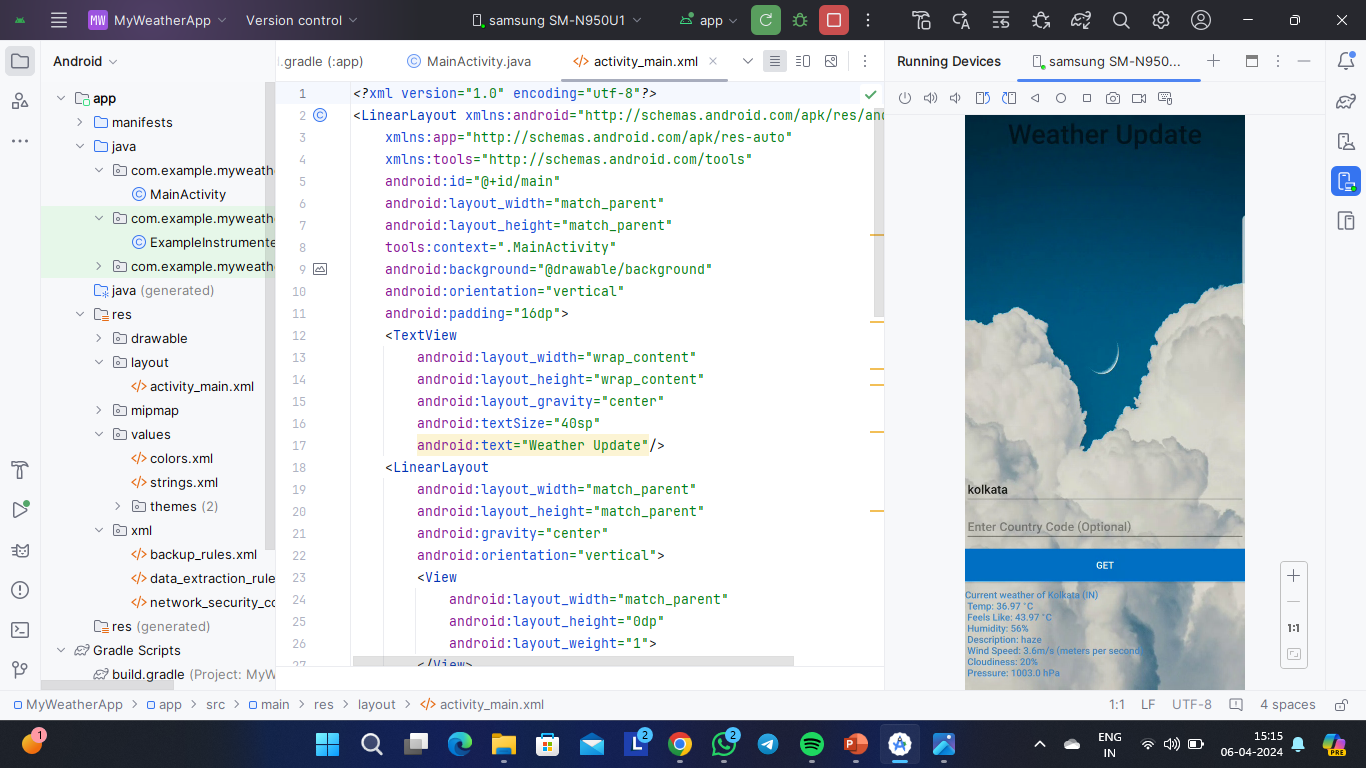 MW MyWeatherApp Version control samsung SM-N950U1 app
Android
app
manifests
java
com.example.myweath
MainActivity
com.example.myweath
ExampleInstrumente
com.example.myweath
java (generated)
res
drawable
layout
activity_main.xml
mipmap
values
colors.xml
strings.xml
themes (2)
xml
backup_rules.xml
data_extraction_rule
network_security_co
res (generated)
Gradle Scripts
build.gradle (Project: MyW
.gradle (:app) MainActivity.java activity_main.xml
1 <?xml version="1.0" encoding="utf-8"?>
2 <LinearLayout xmlns:android="http://schemas.android.com/apk/res/and
3 xmlns:app="http://schemas.android.com/apk/res-auto"
4 xmlns:tools="http://schemas.android.com/tools"
5 android:id="@+id/main"
6 android:layout_width="match_parent"
7 android:layout_height="match_parent"
8 tools:context=".MainActivity"
9 android:background="@drawable/background"
10 android:orientation="vertical"
11 android:padding="16dp">
12 <TextView
13 android:layout_width="wrap_content"
14 android:layout_height="wrap_content"
15 android:layout_gravity="center"
16 android:textSize="40sp"
17 android:text="Weather Update"/>
18 <LinearLayout
19 android:layout_width="match_parent"
20 android:layout_height="match_parent"
21 android:gravity="center"
22 android:orientation="vertical">
23 <View
24 android:layout_width="match_parent"
25 android:layout_height="0dp"
26 android:layout_weight="1">
27 </View>
Running Devices samsung SM-N950...
Weather Update
kolkata
Enter Country Code (Optional)
GET
Current weather of Kolkata (IN)
Temp: 36.97 °C
Feels Like: 43.97 °C
Humidity: 56%
Description: haze
Wind Speed: 3.6m/s (meters per second)
Cloudiness: 20%
Pressure: 1003.0 hPa
1:1
MyWeatherApp app src main res layout activity_main.xml
1:1 LF UTF-8 4 spaces
1
2
2
ENG
IN
15:15
06-04-2024
PRE